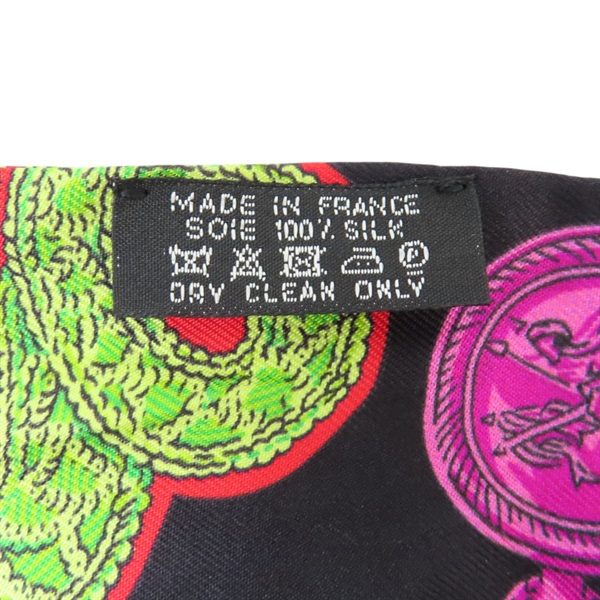 MADE IN FRANCE
SOIE 100% SILK
P
DRY CLEAN ONLY